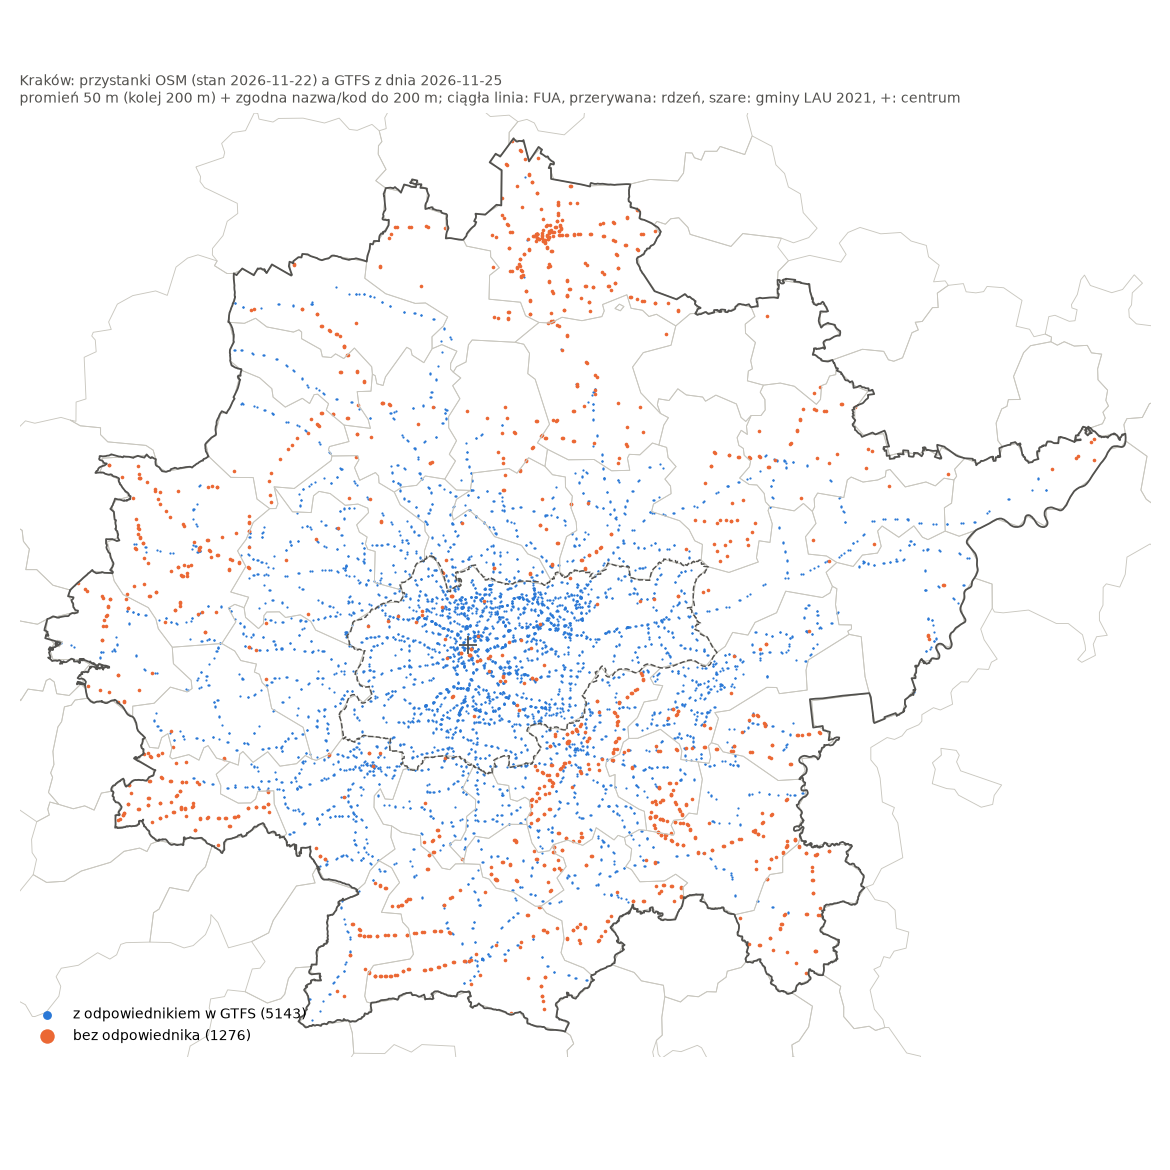 Kraków: przystanki OSM (stan 2026-11-22) a GTFS z dnia 2026-11-25
promień 50 m (kolej 200 m) + zgodna nazwa/kod do 200 m; ciągła linia: FUA, przerywana: rdzeń, szare: gminy LAU 2021, +: centrum
z odpowiednikiem w GTFS (5143)
bez odpowiednika (1276)